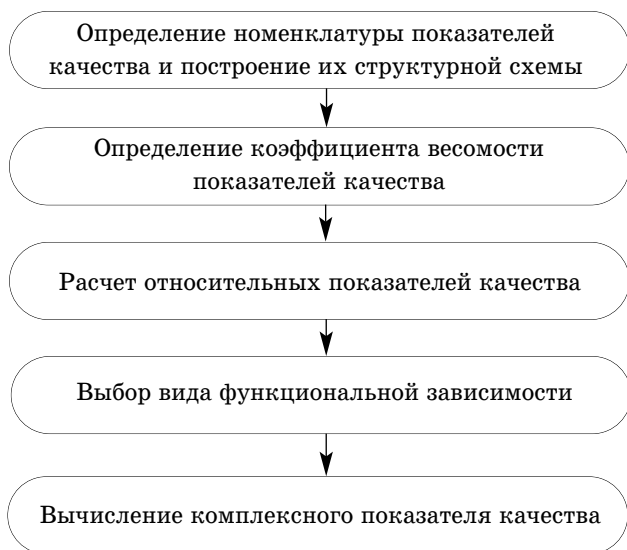 Определение номенклатуры показателей
качества и построение их структурной схемы
Определение коэффициента весомости
показателей качества
Расчет относительных показателей качества
Выбор вида функциональной зависимости
Вычисление комплексного показателя качества